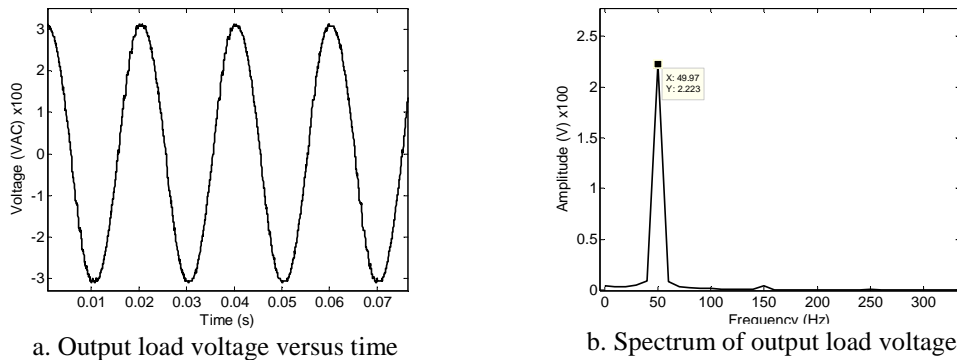 3
2
1
0
-1
-2
-3
Voltage (VAC) x100
0.01 0.02 0.03 0.04 0.05 0.06 0.07
Time (s)
a. Output load voltage versus time
2.5
2
1.5
1
0.5
0
Amplitude (V) x100
X: 49.97
Y: 2.223
0 50 100 150 200 250 300
Frequency (Hz)
b. Spectrum of output load voltage